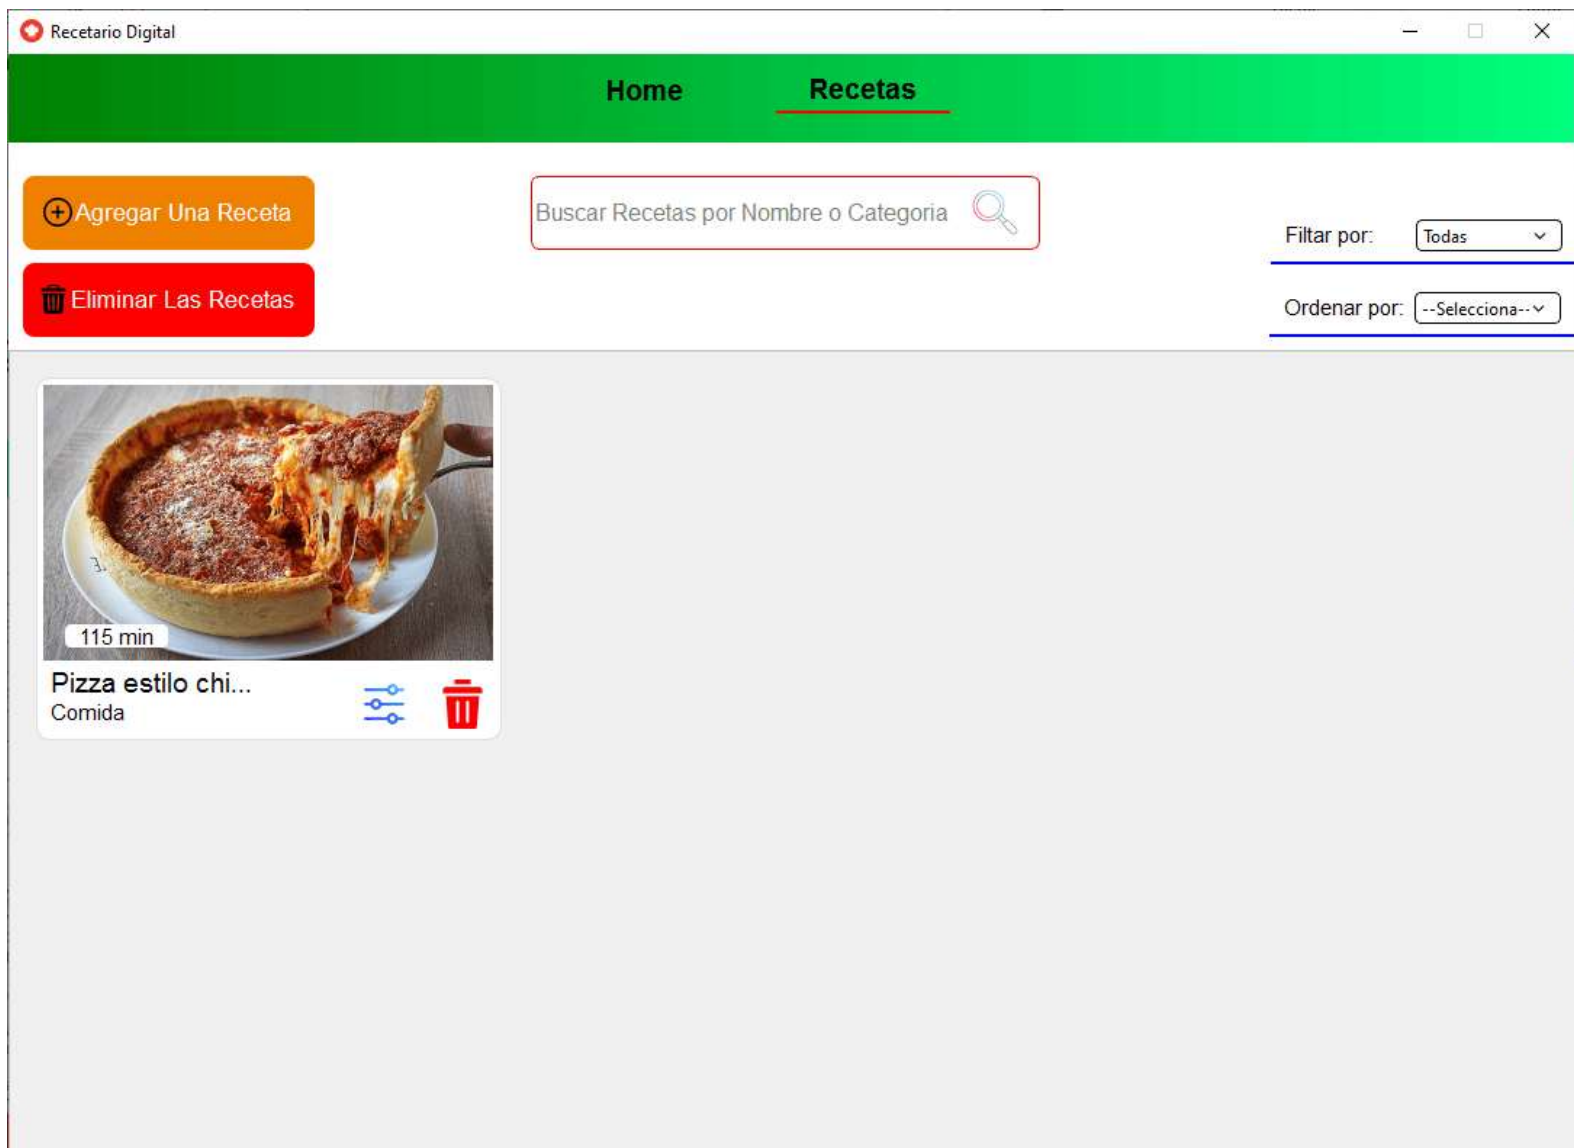 Recetario Digital
Home
Recetas
Agregar Una Receta
Buscar Recetas por Nombre o Categoria
Filtar por:
Todas
Eliminar Las Recetas
Ordenar por:
--Selecciona--
115 min
Pizza estilo chi...
Comida